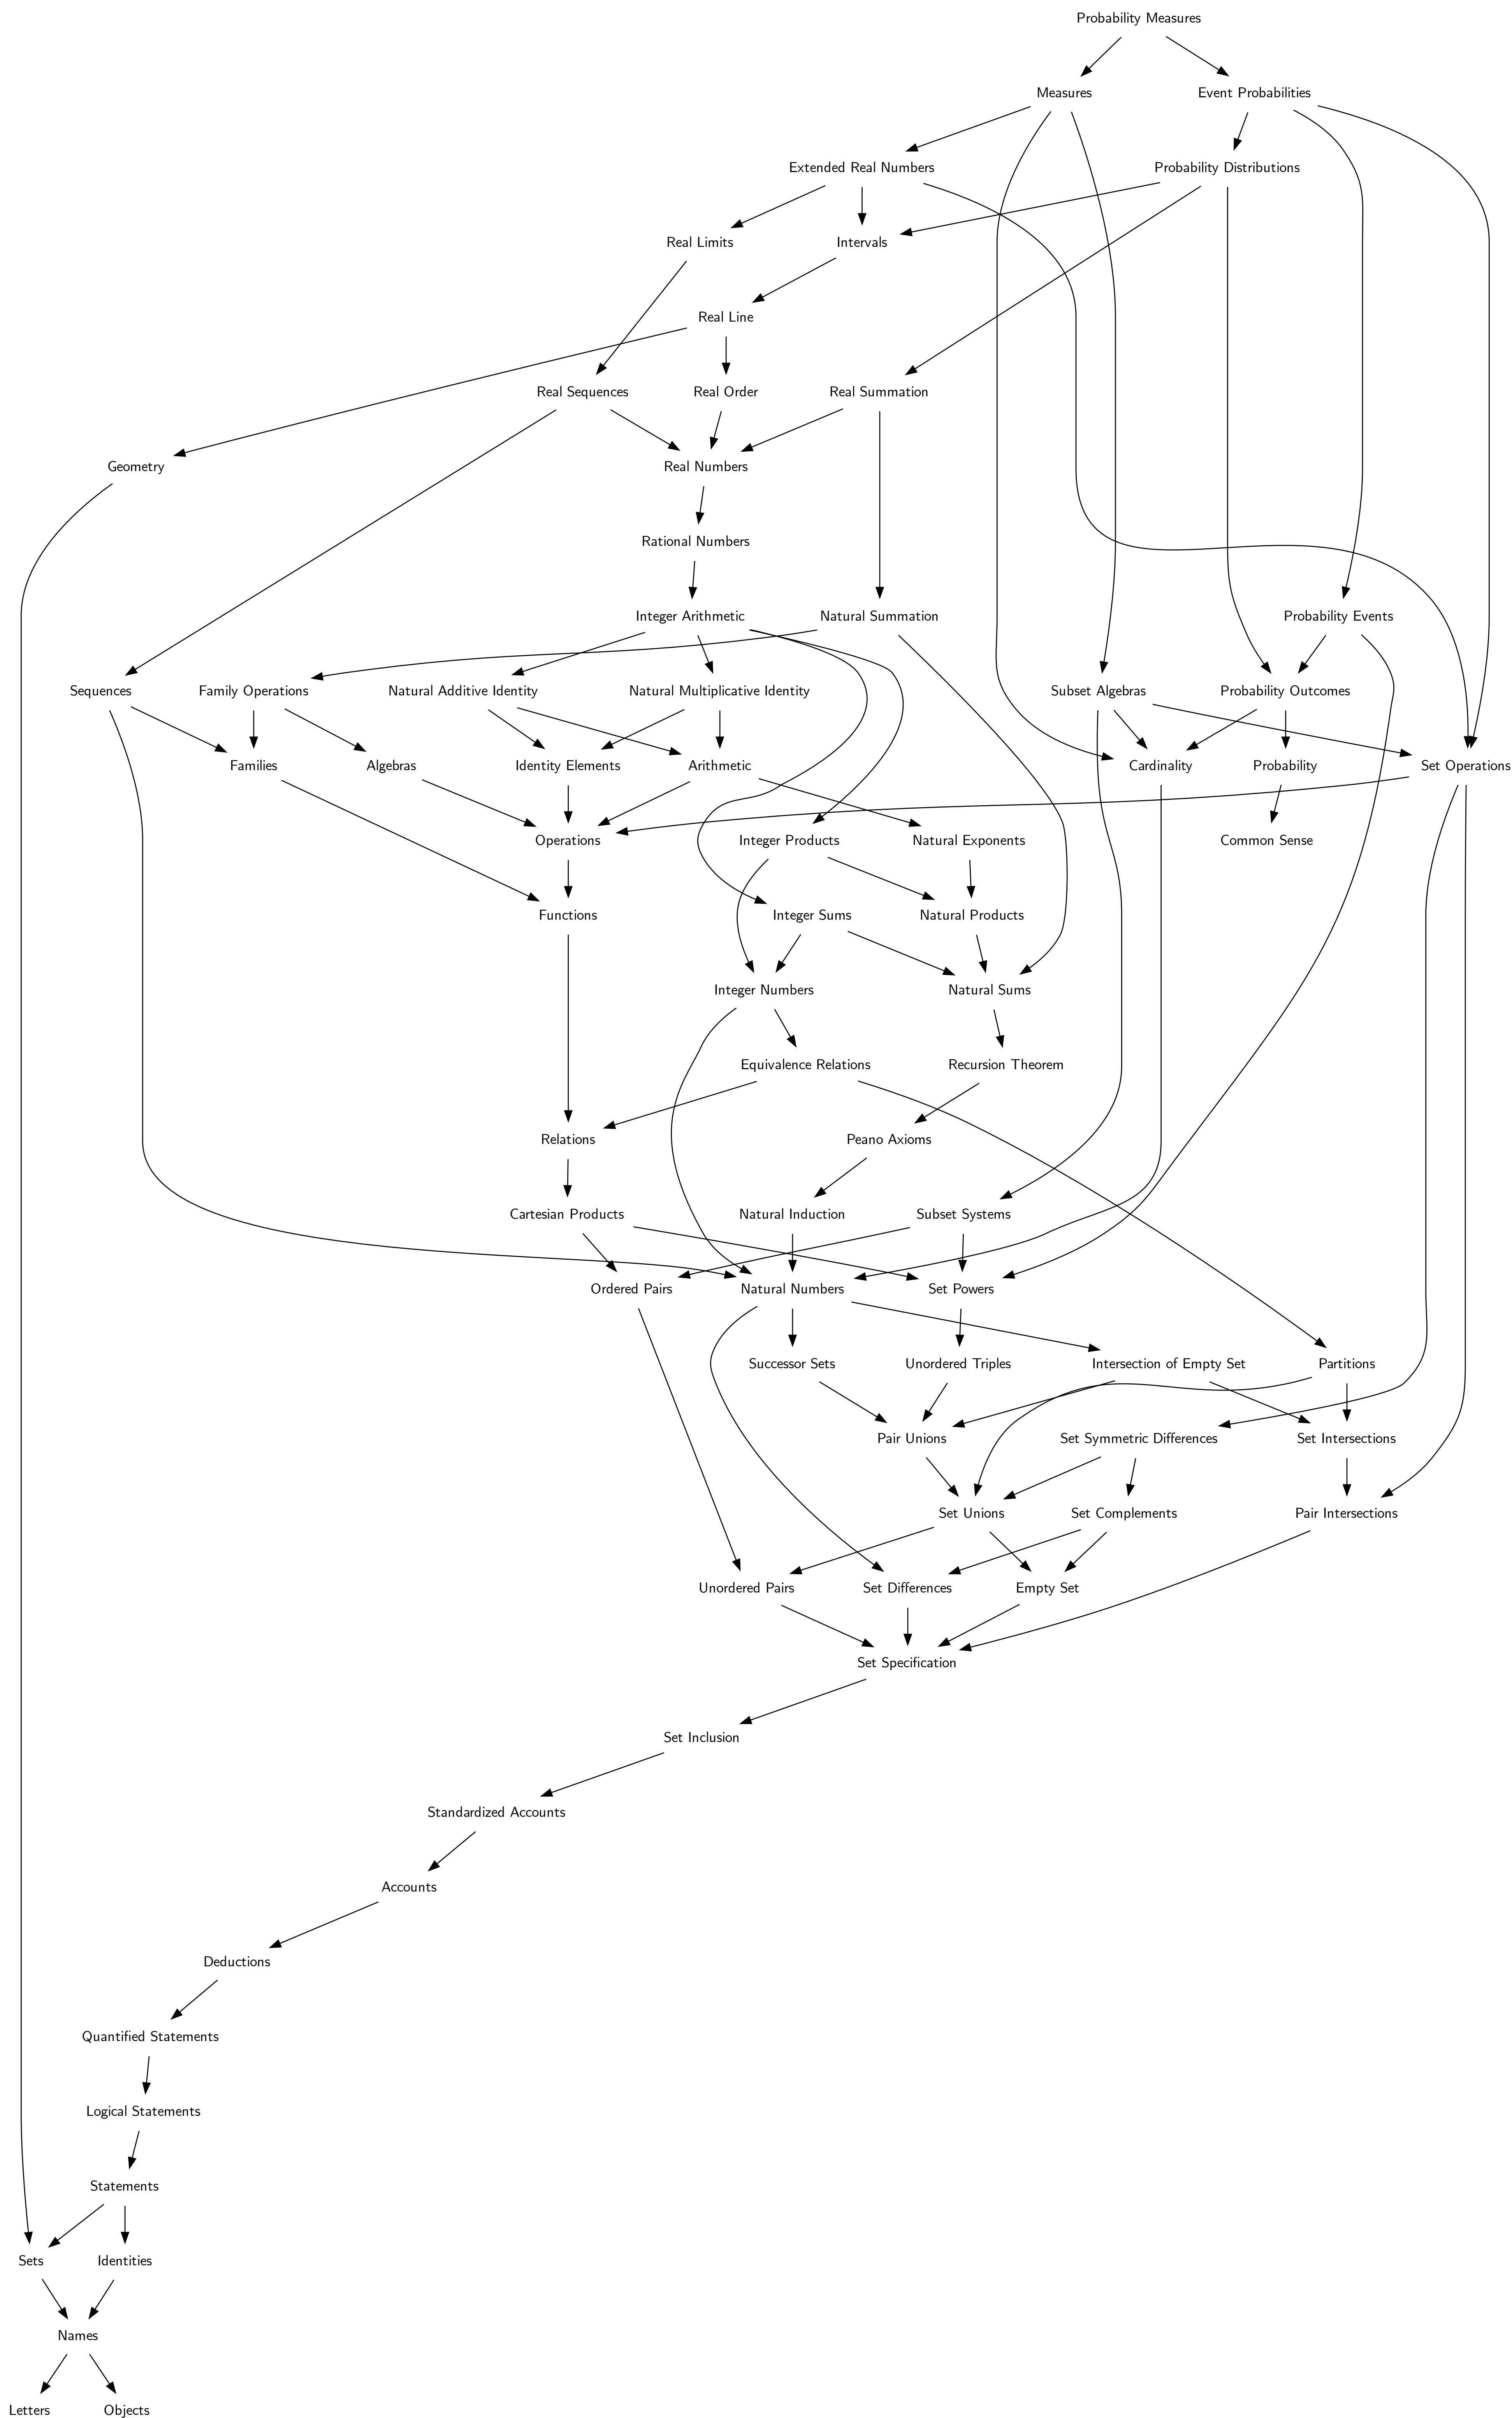 Probability Measures
Measures
Event Probabilities
Extended Real Numbers
Probability Distributions
Real Limits
Intervals
Real Line
Real Sequences
Real Order
Real Summation
Geometry
Real Numbers
Rational Numbers
Integer Arithmetic
Natural Summation
Probability Events
Sequences
Family Operations
Natural Additive Identity
Natural Multiplicative Identity
Subset Algebras
Probability Outcomes
Families
Algebras
Identity Elements
Arithmetic
Cardinality
Probability
Set Operations
Operations
Integer Products
Natural Exponents
Common Sense
Functions
Integer Sums
Natural Products
Integer Numbers
Natural Sums
Equivalence Relations
Recursion Theorem
Relations
Peano Axioms
Cartesian Products
Natural Induction
Subset Systems
Ordered Pairs
Natural Numbers
Set Powers
Successor Sets
Unordered Triples
Intersection of Empty Set
Partitions
Pair Unions
Set Symmetric Differences
Set Intersections
Set Unions
Set Complements
Pair Intersections
Unordered Pairs
Set Differences
Empty Set
Set Specification
Set Inclusion
Standardized Accounts
Accounts
Deductions
Quantified Statements
Logical Statements
Statements
Sets
Identities
Names
Letters
Objects